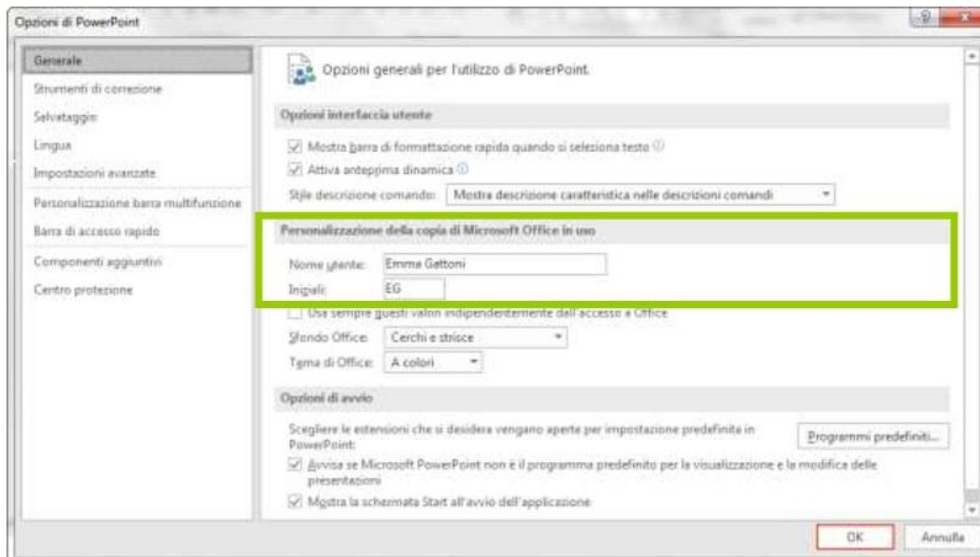 Opzioni di PowerPoint
Generale
Strumenti di correzione
Salvataggio
Lingua
Impostazioni avanzate
Personalizzazione barra multifunzione
Barra di accesso rapido
Componenti aggiuntivi
Centro protezione
Opzioni generali per l'utilizzo di PowerPoint.
Opzioni interfaccia utente
Mostra barra di formattazione rapida quando si seleziona testo
Attiva anteprima dinamica
Stile descrizione comando: Mostra descrizione caratteristica nelle descrizioni comandi
Personalizzazione della copia di Microsoft Office in uso
Nome utente: Emma Gattoni
Iniziali: EG
Usa sempre questi valori indipendentemente dall'accesso a Office
Sfondo Office: Cerchi e strisce
Tema di Office: A colori
Opzioni di avvio
Scegliere le estensioni che si desidera vengano aperte per impostazione predefinita in
PowerPoint: Programmi predefiniti...
Avvisa se Microsoft PowerPoint non è il programma predefinito per la visualizzazione e la modifica delle
presentazioni
Mostra la schermata Start all'avvio dell'applicazione
OK Annulla